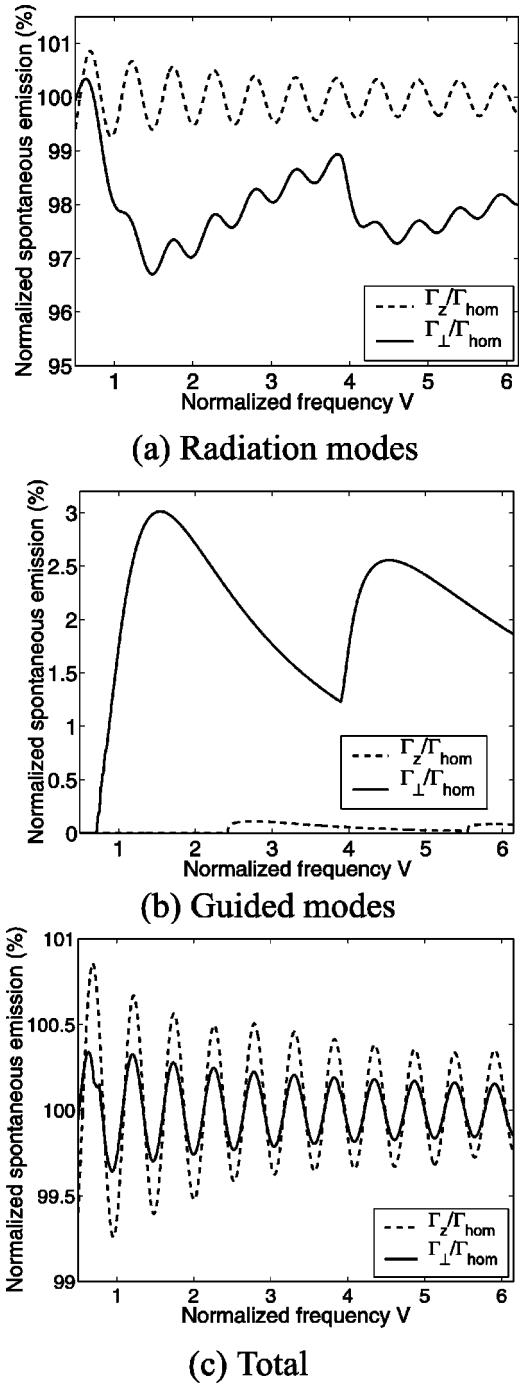 101
100
99
98
97
96
95
Normalized spontaneous emission (%)
Γz/Γhom
Γ⊥/Γhom
1 2 3 4 5 6
Normalized frequency V
(a) Radiation modes
3
2.5
2
1.5
1
0.5
0
Normalized spontaneous emission (%)
Γz/Γhom
Γ⊥/Γhom
1 2 3 4 5 6
Normalized frequency V
(b) Guided modes
101
100.5
100
99.5
99
Normalized spontaneous emission (%)
Γz/Γhom
Γ⊥/Γhom
1 2 3 4 5 6
Normalized frequency V
(c) Total